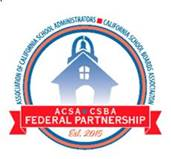 ASSOCIATION OF CALIFORNIA SCHOOL ADMINISTRATORS
CALIFORNIA SCHOOL BOARDS ASSOCIATION
ACSA CSBA
FEDERAL PARTNERSHIP
Est. 2015